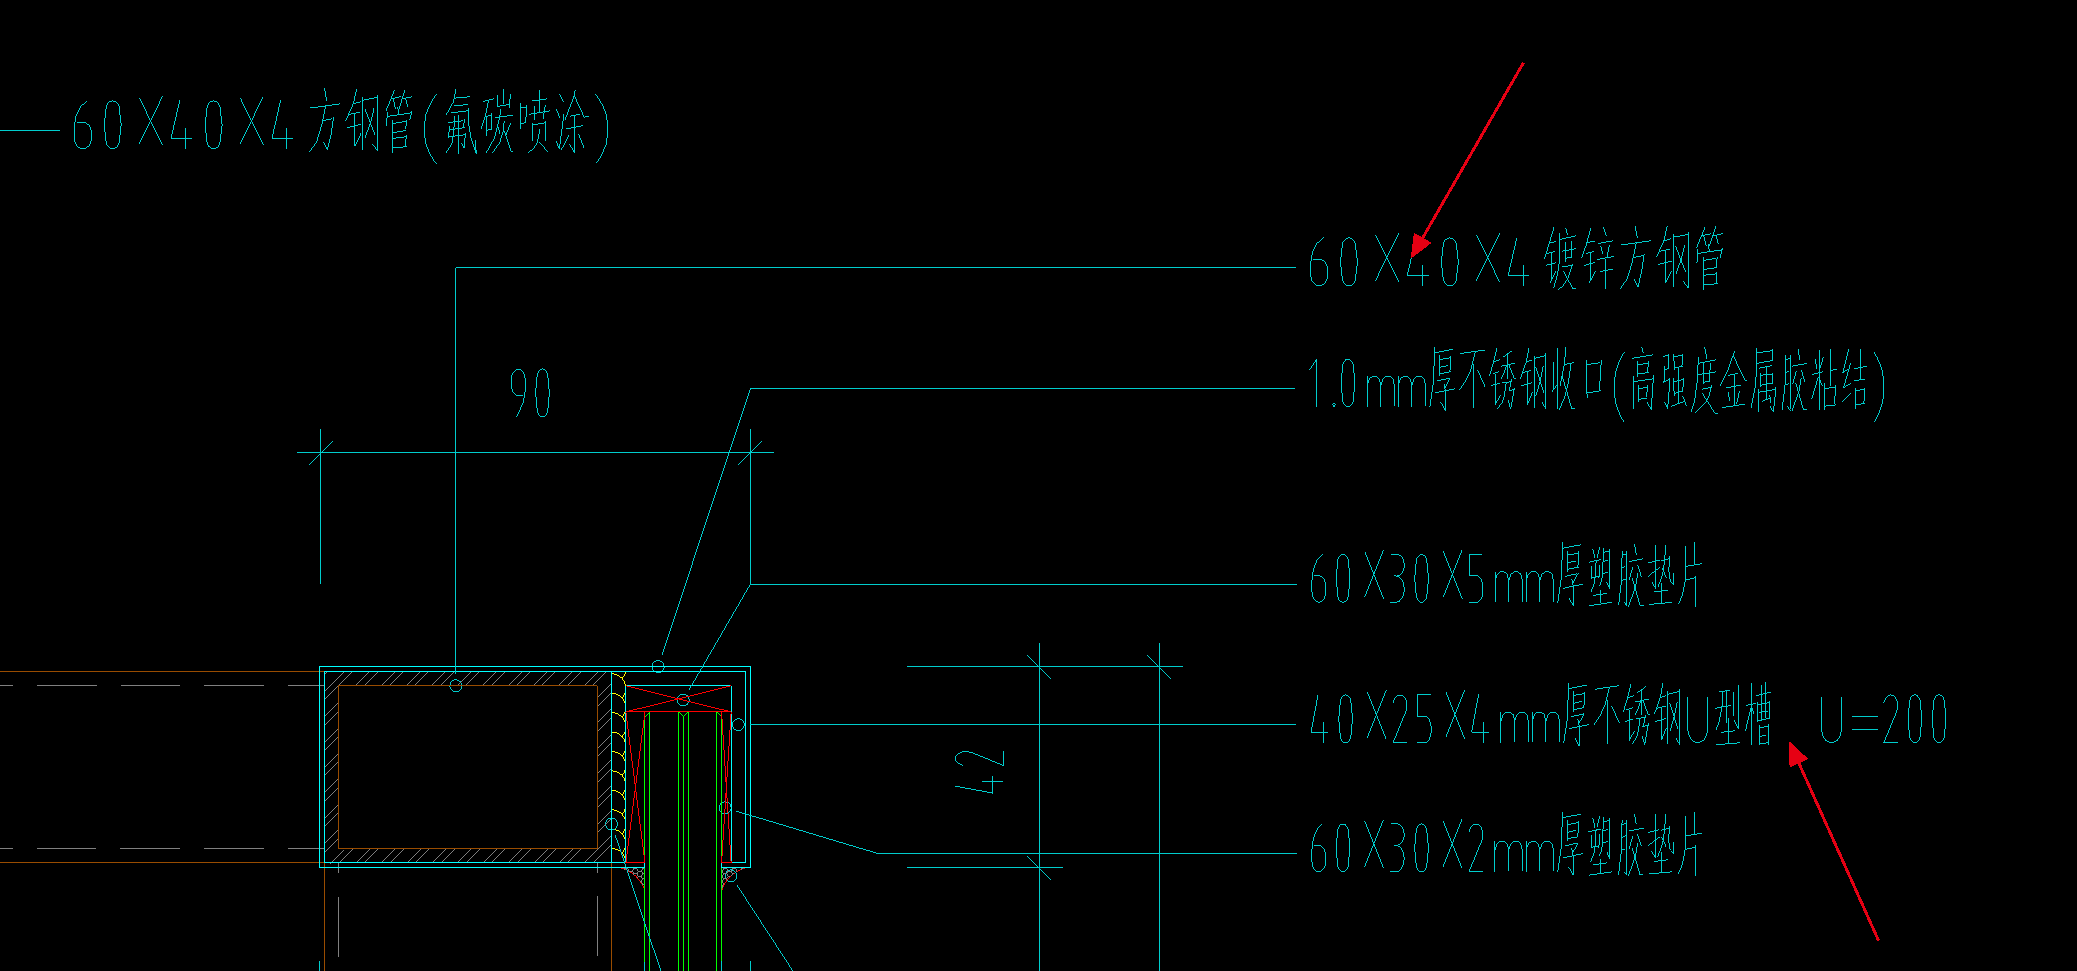 60X40X4 方钢管(氟碳喷涂)
60X40X4 镀锌方钢管
1.0mm厚不锈钢收口(高强度金属胶粘结)
90
60X30X5mm厚塑胶垫片
40X25X4mm厚不锈钢U型槽 U=200
42
60X30X2mm厚塑胶垫片